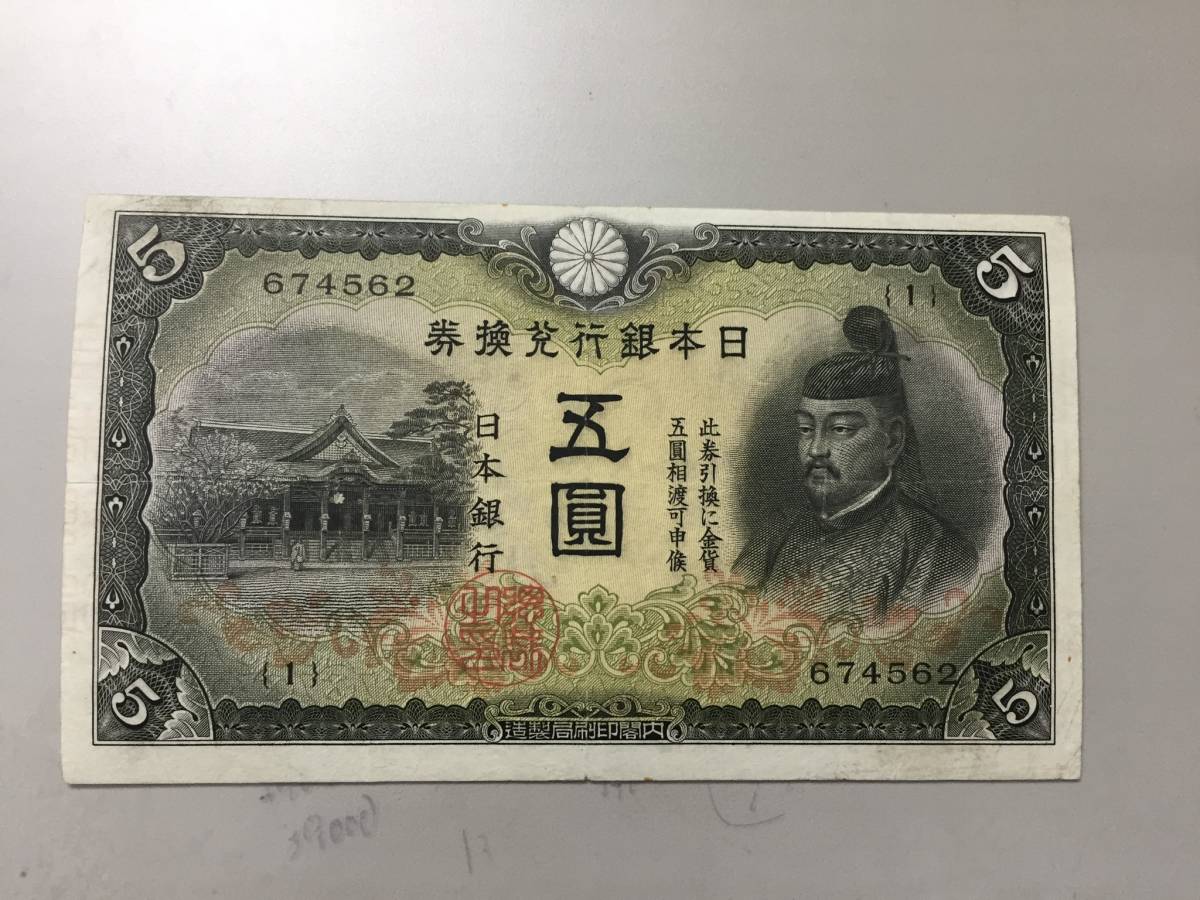 5
5
674562
{1}
日本銀行兌換券
五圓
日本銀行
此券引換に金貨
五圓相渡可申候
{1}
674562
5
5
内閣印刷局製造